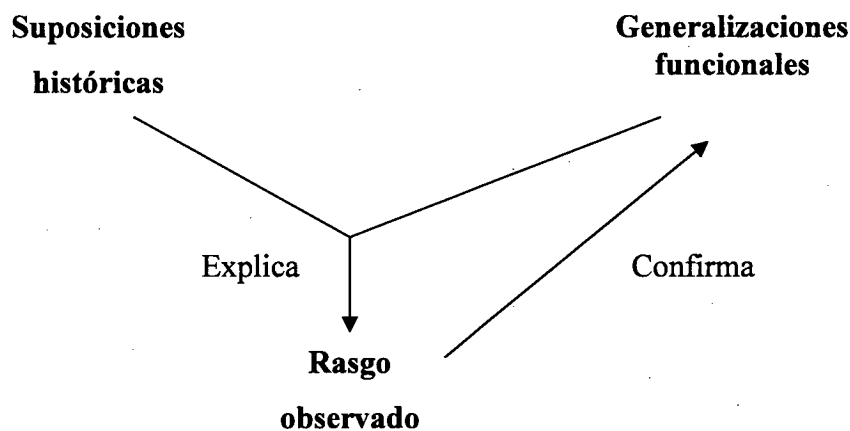 Suposiciones
históricas
Generalizaciones
funcionales
Explica
Confirma
Rasgo
observado